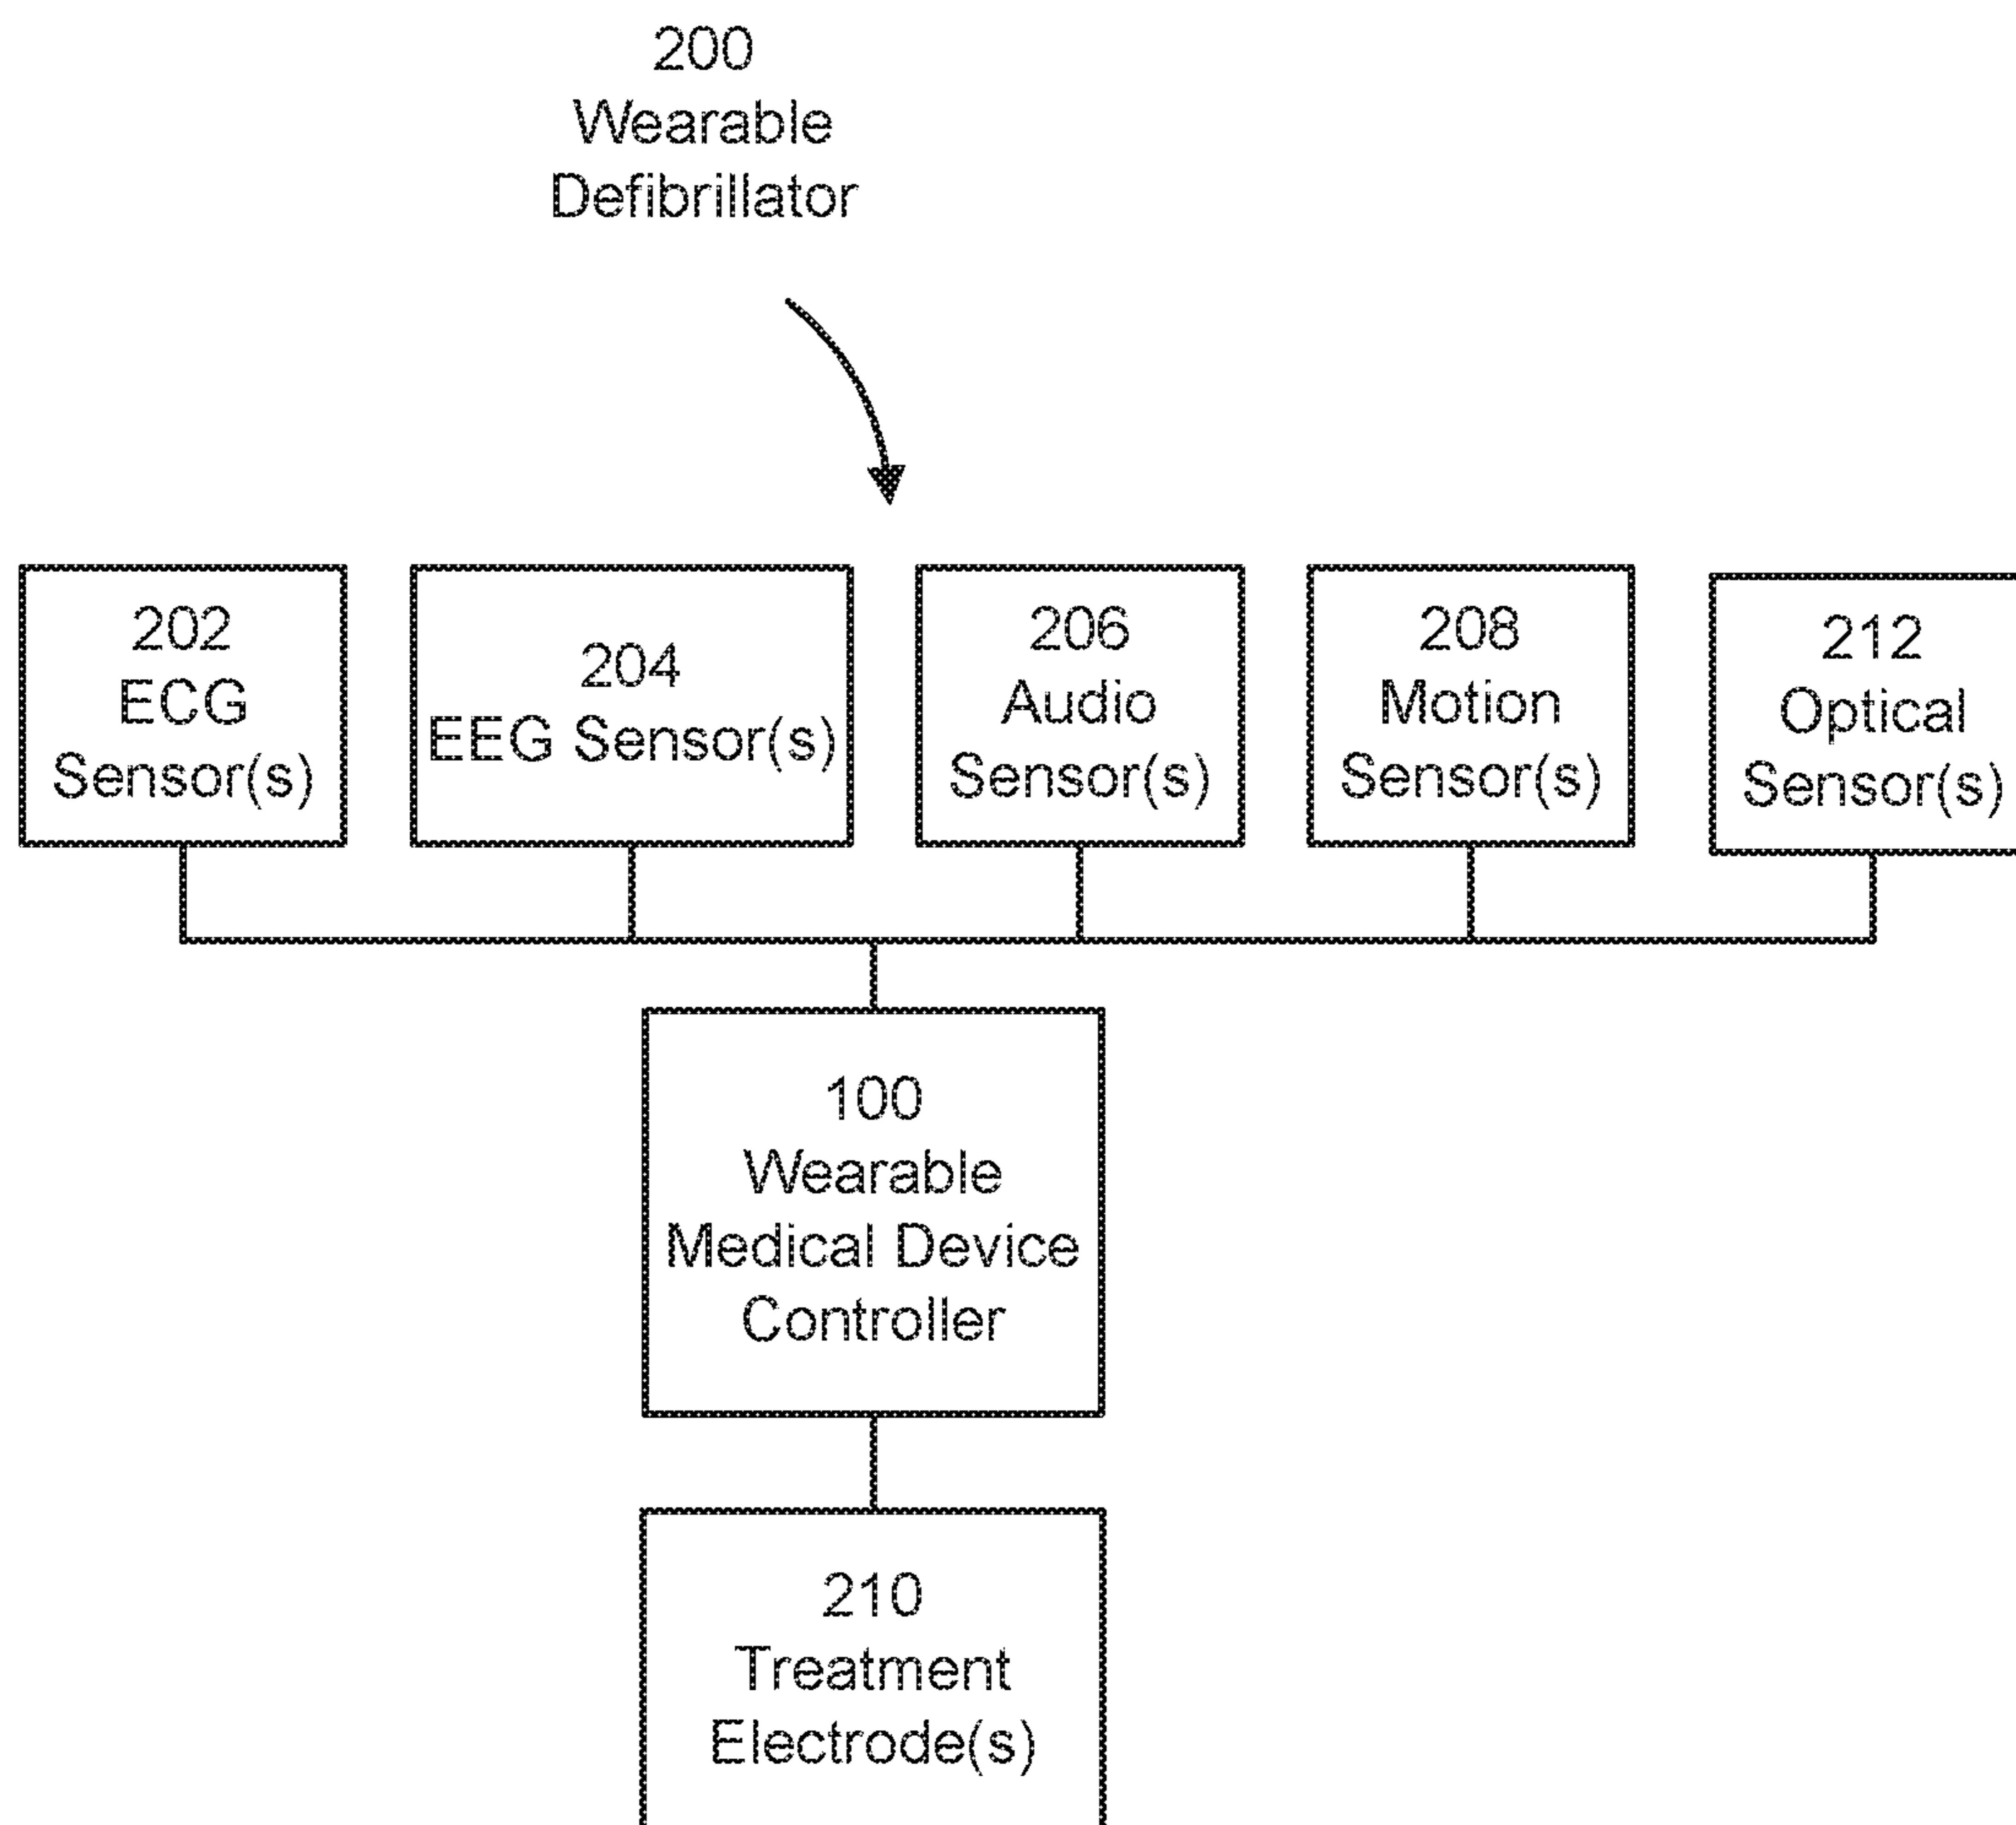 200
Wearable
Defibrillator
202
ECG
Sensor(s)
204
EEG Sensor(s)
206
Audio
Sensor(s)
208
Motion
Sensor(s)
212
Optical
Sensor(s)
100
Wearable
Medical Device
Controller
210
Treatment
Electrode(s)